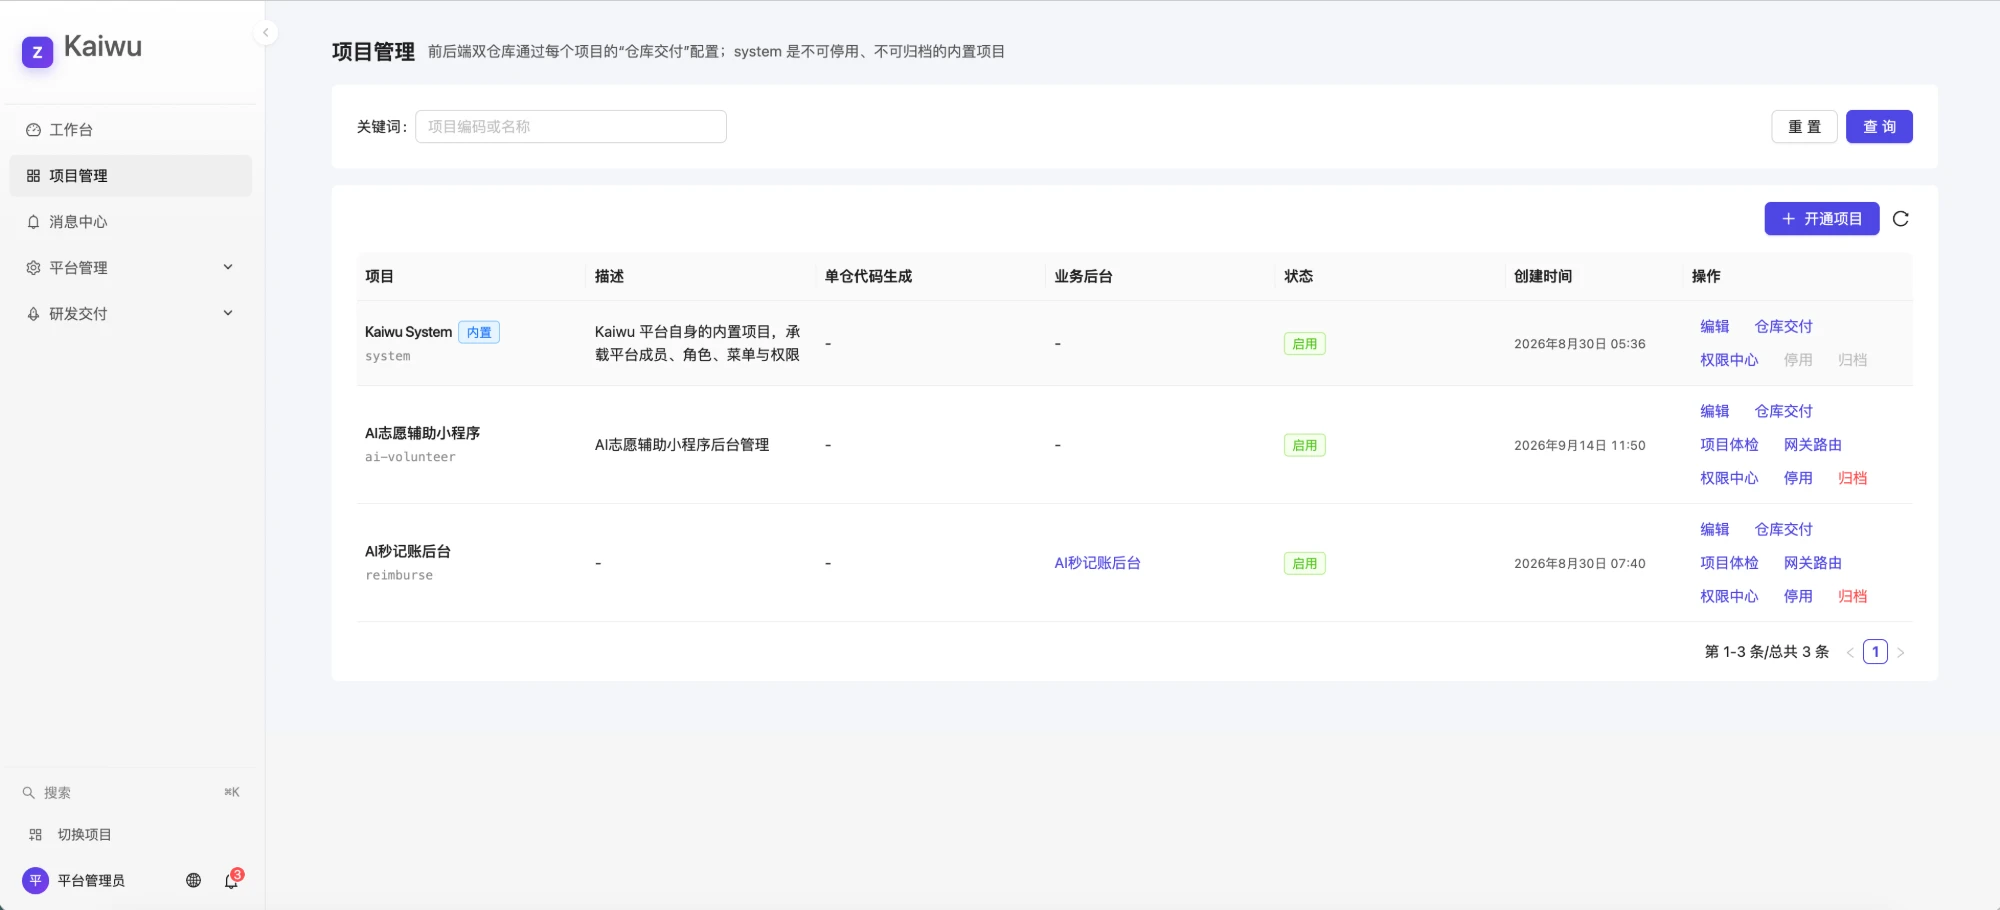 Z Kaiwu
工作台
项目管理
消息中心
平台管理
研发交付
搜索 ⌘K
切换项目
平 平台管理员 3
项目管理 前后端双仓库通过每个项目的“仓库交付”配置；system 是不可停用、不可归档的内置项目
关键词： 项目编码或名称 重 置 查 询
开通项目
项目 描述 单仓代码生成 业务后台 状态 创建时间 操作
Kaiwu System 内置
system
Kaiwu 平台自身的内置项目，承
载平台成员、角色、菜单与权限
- - 启用 2026年8月30日 05:36
编辑 仓库交付
权限中心 停用 归档
AI志愿辅助小程序
ai-volunteer
AI志愿辅助小程序后台管理 - - 启用 2026年9月14日 11:50
编辑 仓库交付
项目体检 网关路由
权限中心 停用 归档
AI秒记账后台
reimburse
- - AI秒记账后台 启用 2026年8月30日 07:40
编辑 仓库交付
项目体检 网关路由
权限中心 停用 归档
第 1-3 条/总共 3 条 < 1 >